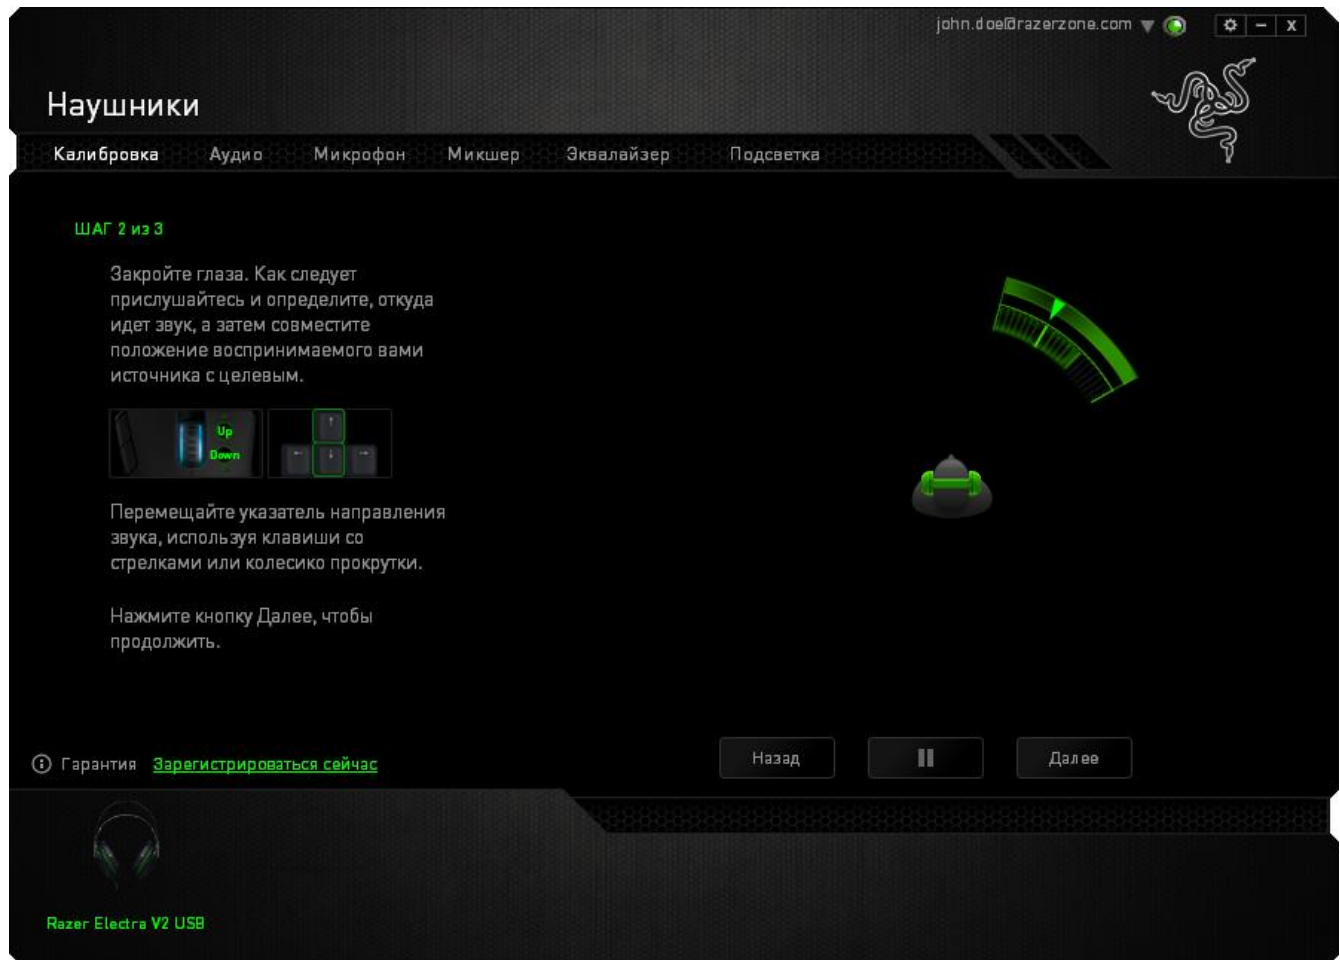 john.doe@razerzone.com
X
Наушники
Калибровка Аудио Микрофон Микшер Эквалайзер Подсветка
ШАГ 2 из 3
Закройте глаза. Как следует
прислушайтесь и определите, откуда
идет звук, а затем совместите
положение воспринимаемого вами
источника с целевым.
Up
Down
Перемещайте указатель направления
звука, используя клавиши со
стрелками или колесико прокрутки.
Нажмите кнопку Далее, чтобы
продолжить.
Гарантия Зарегистрироваться сейчас
Назад Далее
Razer Electra V2 USB